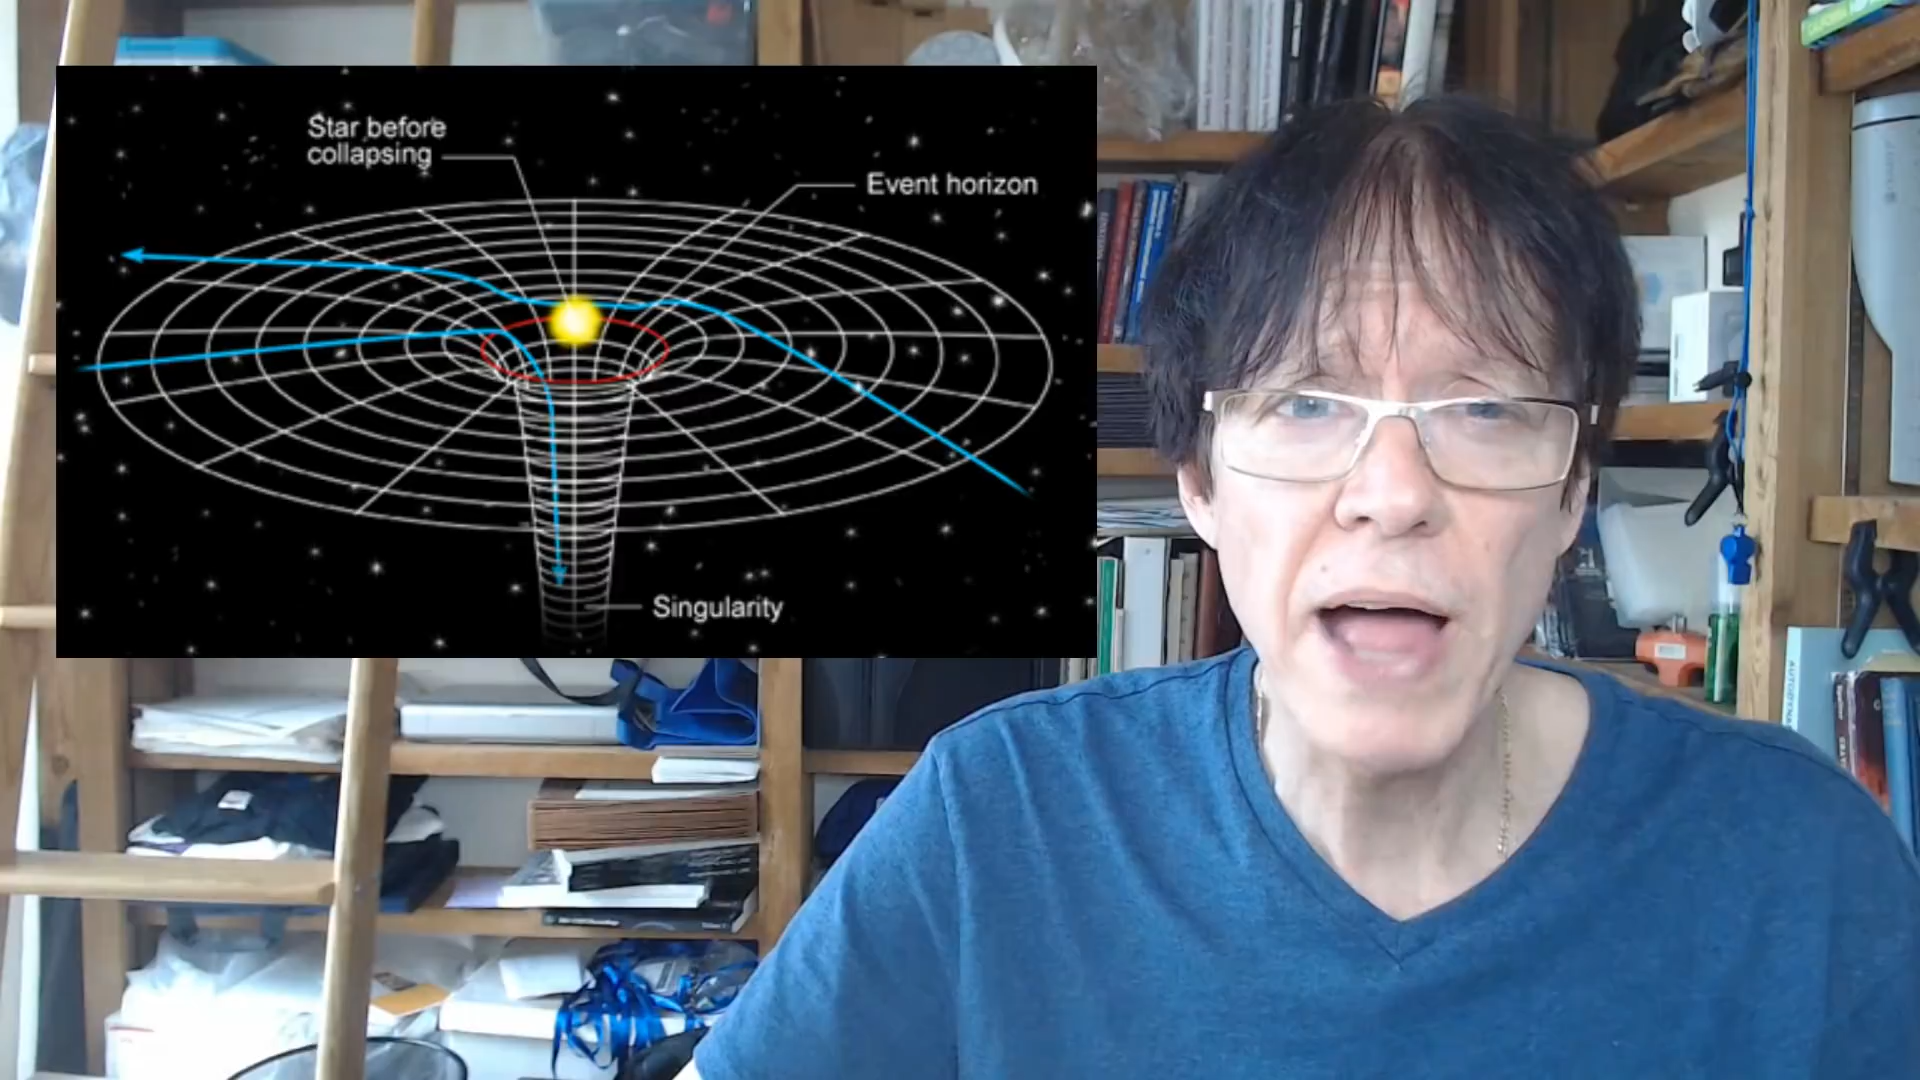 Star before
collapsing
Event horizon
Singularity